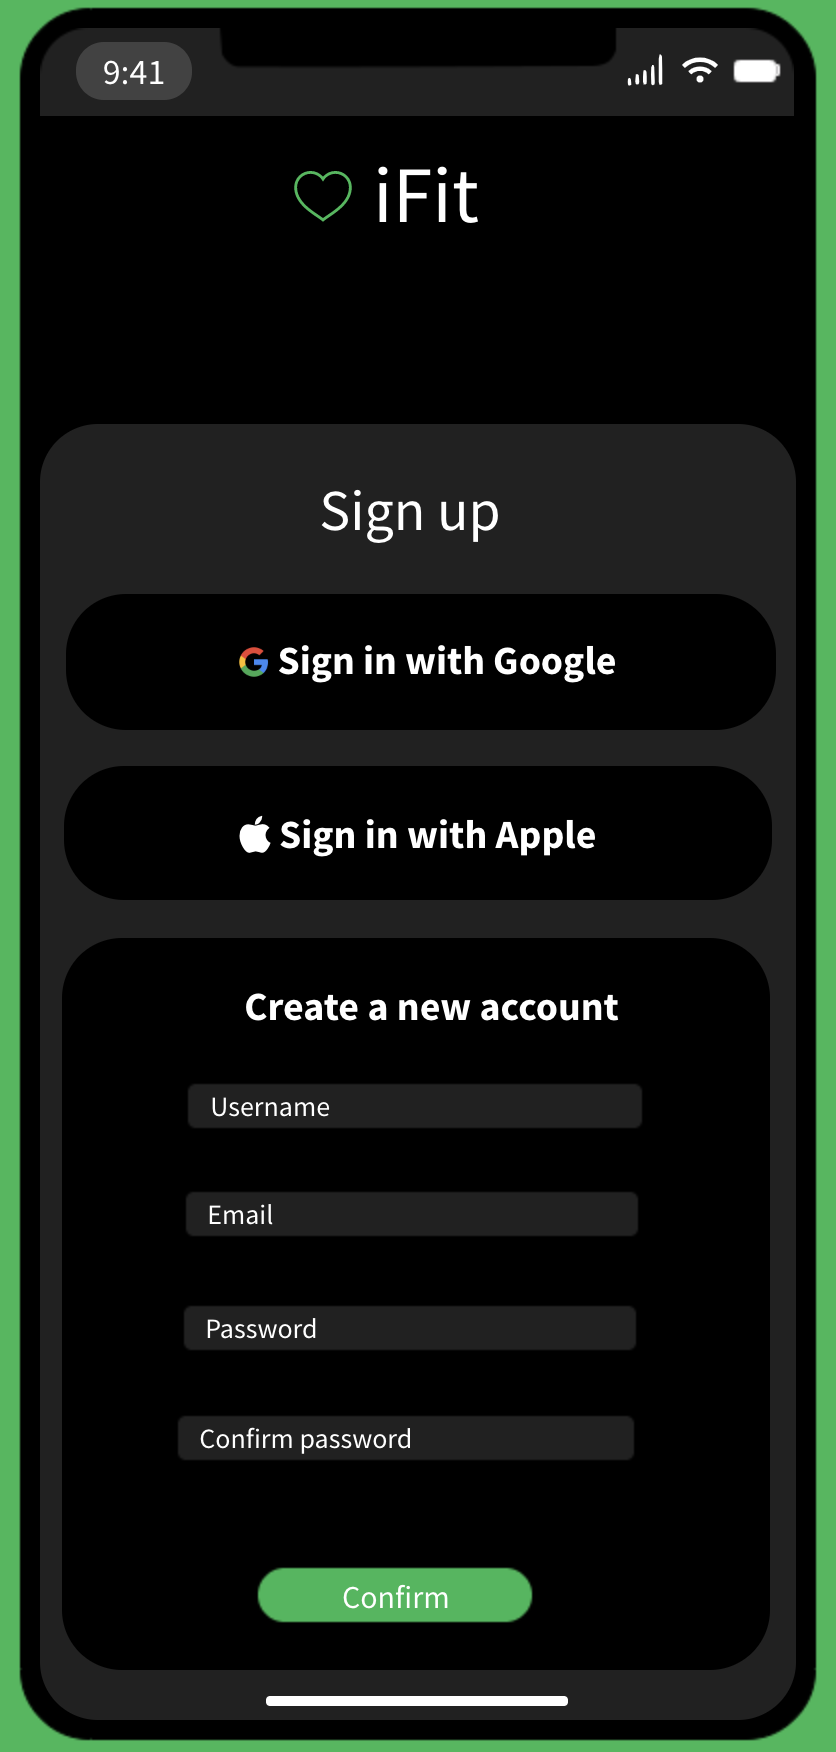 9:41
iFit
Sign up
Sign in with Google
Sign in with Apple
Create a new account
Username
Email
Password
Confirm password
Confirm